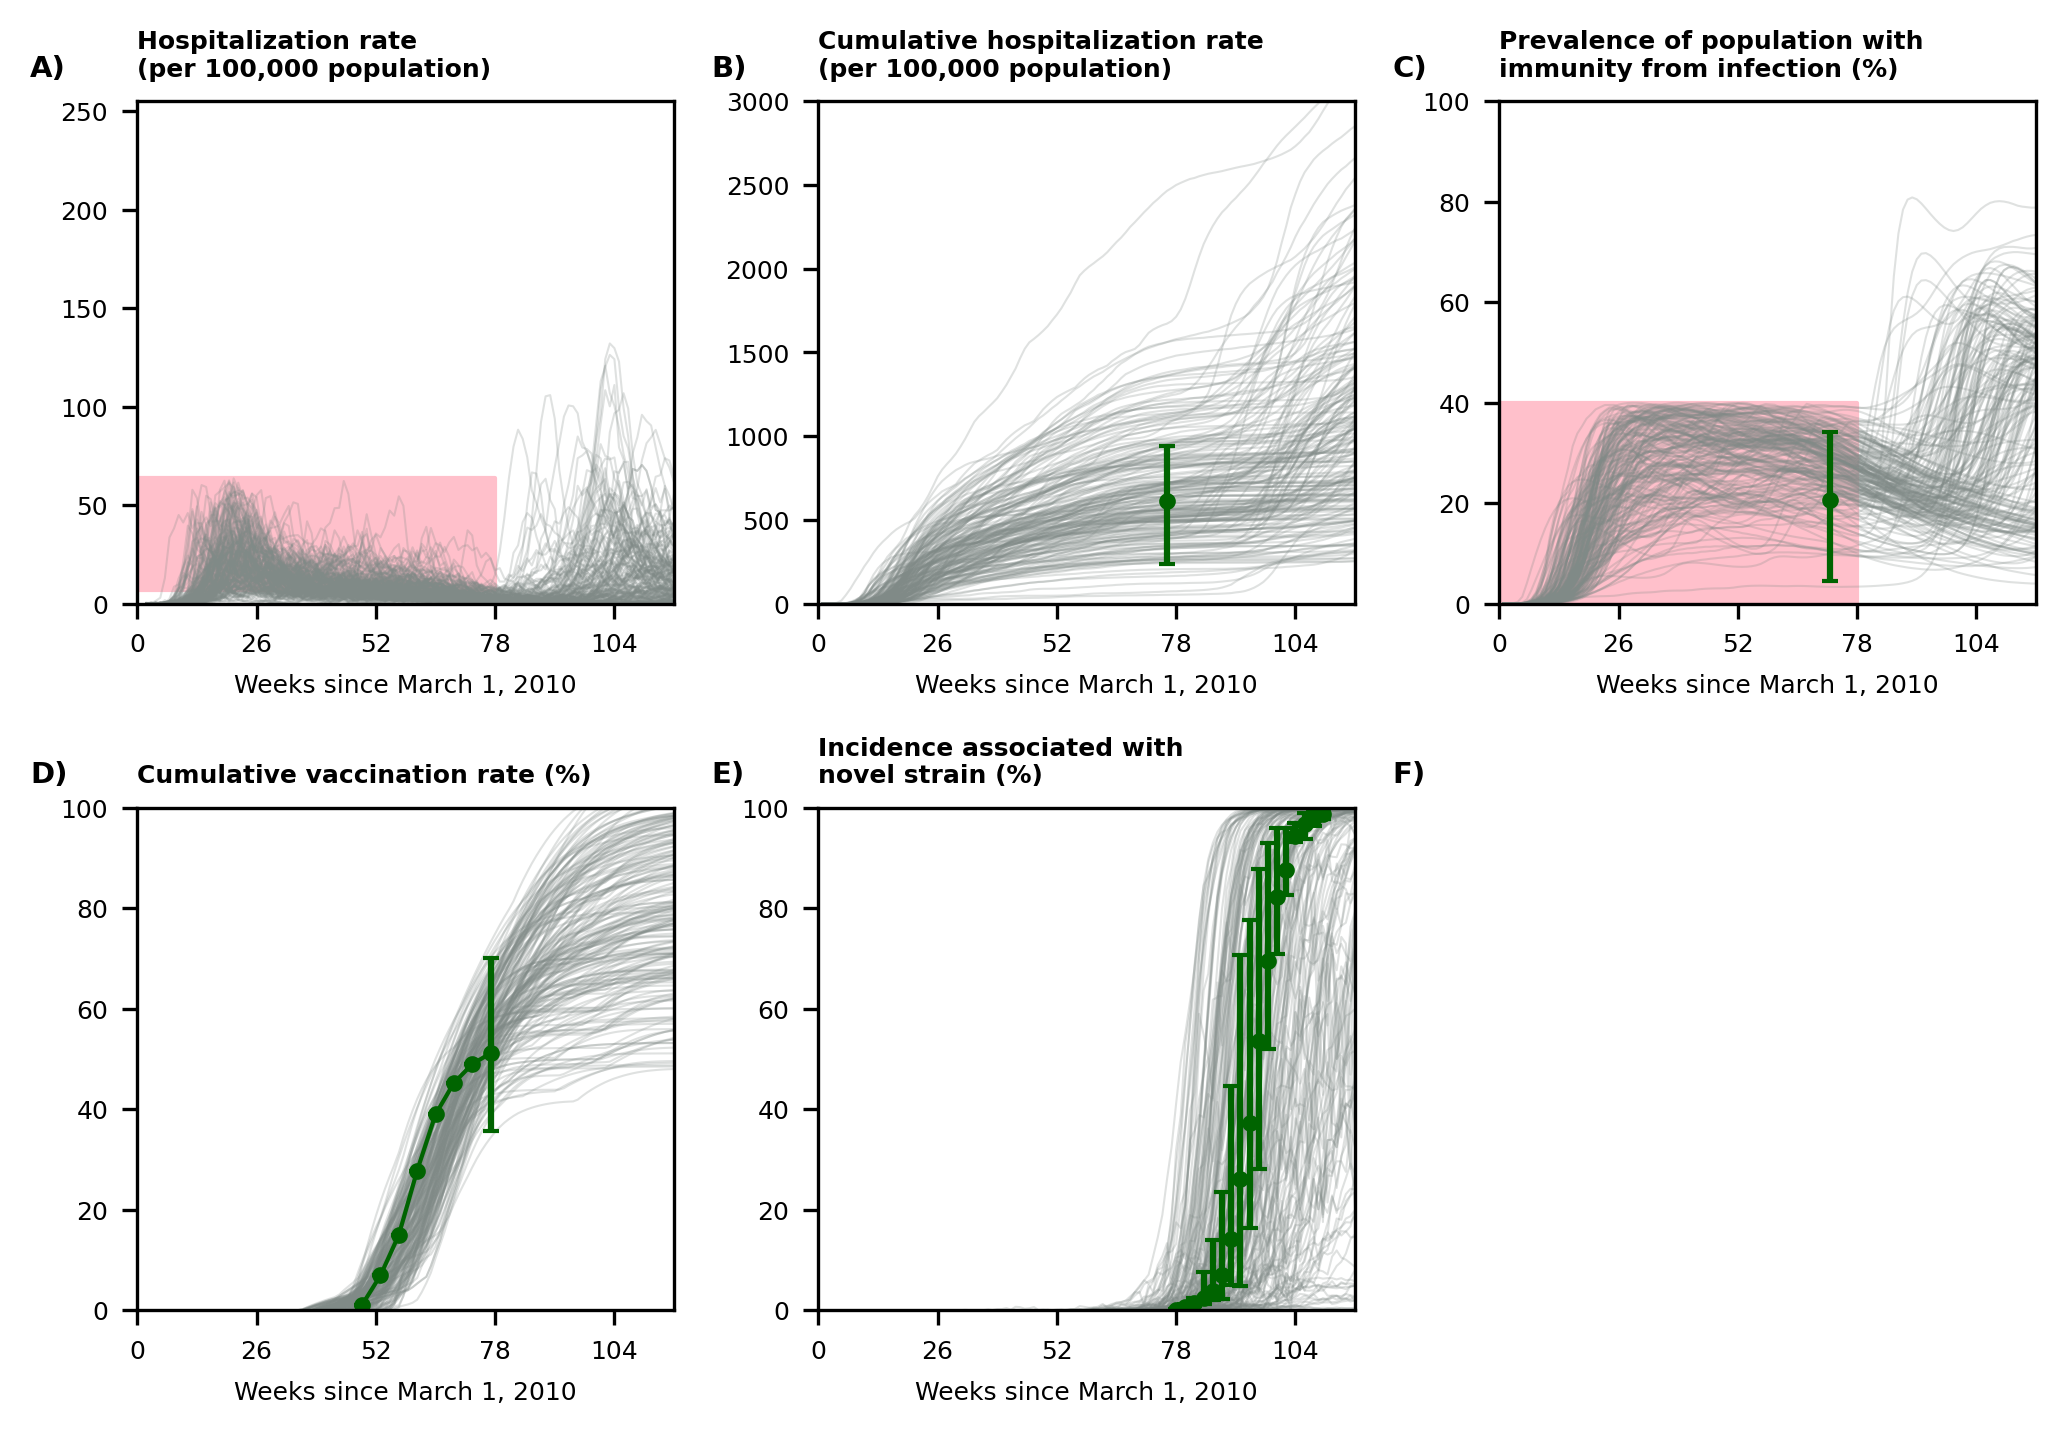 A)
Hospitalization rate
(per 100,000 population)
250
200
150
100
50
0
0 26 52 78 104
Weeks since March 1, 2010
B)
Cumulative hospitalization rate
(per 100,000 population)
3000
2500
2000
1500
1000
500
0
0 26 52 78 104
Weeks since March 1, 2010
C)
Prevalence of population with
immunity from infection (%)
100
80
60
40
20
0
0 26 52 78 104
Weeks since March 1, 2010
D)
Cumulative vaccination rate (%)
100
80
60
40
20
0
0 26 52 78 104
Weeks since March 1, 2010
E)
Incidence associated with
novel strain (%)
100
80
60
40
20
0
0 26 52 78 104
Weeks since March 1, 2010
F)